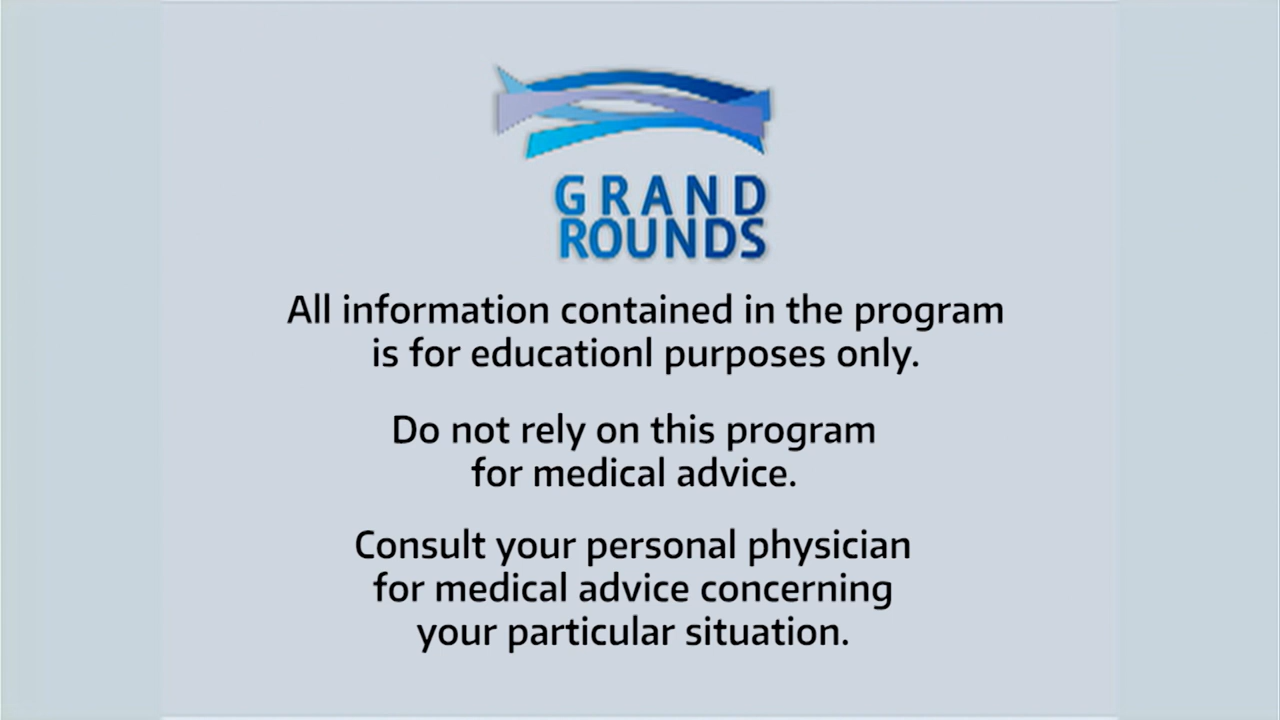 GRAND
ROUNDS
All information contained in the program
is for educationl purposes only.
Do not rely on this program
for medical advice.
Consult your personal physician
for medical advice concerning
your particular situation.